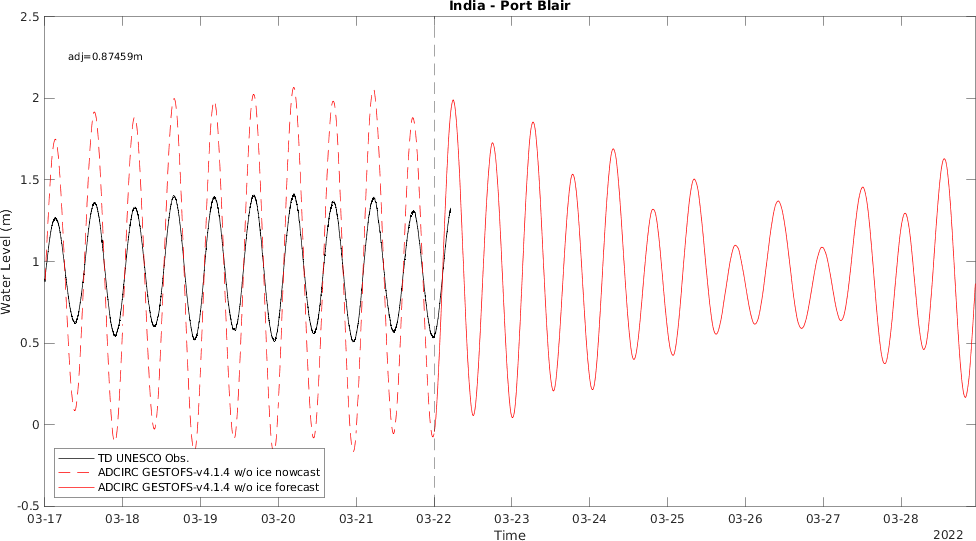 India - Port Blair
2.5
adj=0.87459m
2
1.5
1
0.5
0
-0.5
Water Level (m)
TD UNESCO Obs.
ADCIRC GESTOFS-v4.1.4 w/o ice nowcast
ADCIRC GESTOFS-v4.1.4 w/o ice forecast
03-17 03-18 03-19 03-20 03-21 03-22 03-23 03-24 03-25 03-26 03-27 03-28
Time
2022